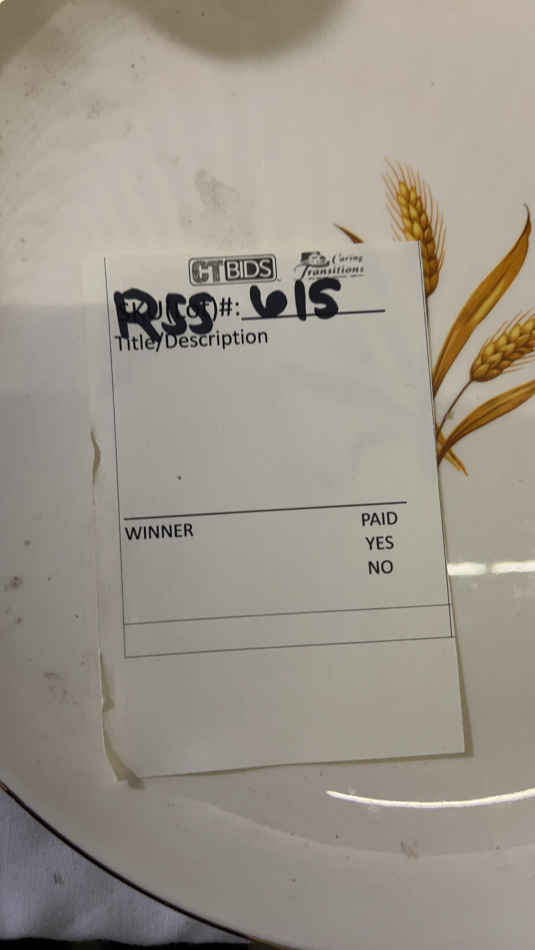 CTBIDS Caring Transitions
RSS
SKU(Lot)#: 615
Title/Description
WINNER PAID
YES
NO